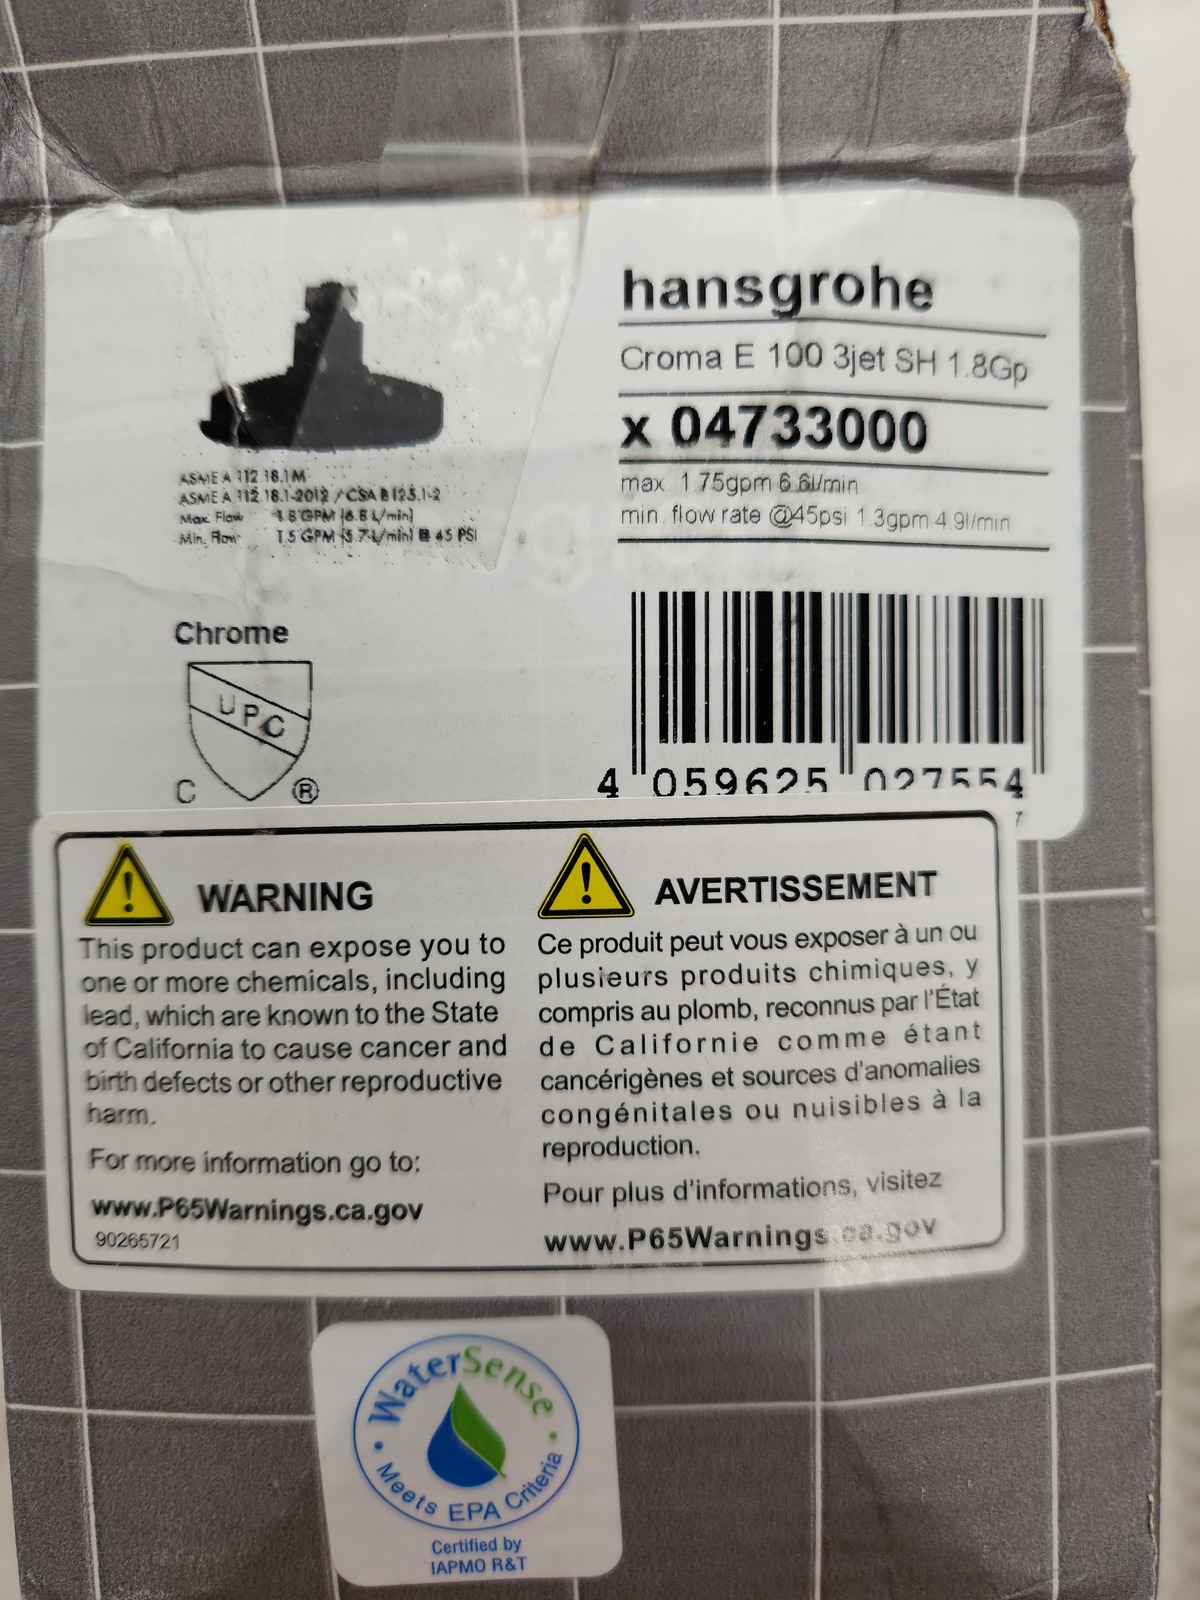 hansgrohe
Croma E 100 3jet SH 1.8Gp
x 04733000
max 1.75gpm 6.6l/min
min. flow rate @45psi 1.3gpm 4.9l/min
ASME A 112.18.1M
ASME A 112.18.1-2012 / CSA B125.1-2
Max. Flow 1.8 GPM (6.8 L/min)
Min. Flow 1.5 GPM (5.7 L/min) @ 45 PSI
Chrome
UPC
C ®
4 059625 027554
WARNING
This product can expose you to
one or more chemicals, including
lead, which are known to the State
of California to cause cancer and
birth defects or other reproductive
harm.
For more information go to:
www.P65Warnings.ca.gov
90265721
AVERTISSEMENT
Ce produit peut vous exposer à un ou
plusieurs produits chimiques, y
compris au plomb, reconnus par l'État
de Californie comme étant
cancérigènes et sources d'anomalies
congénitales ou nuisibles à la
reproduction.
Pour plus d'informations, visitez
www.P65Warnings.ca.gov
WaterSense
Meets EPA Criteria
Certified by
IAPMO R&T